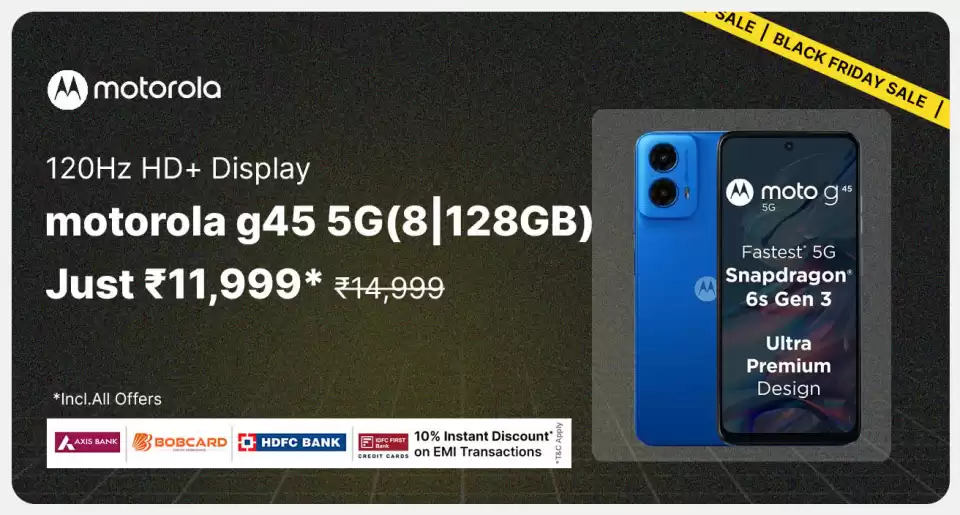 SALE | BLACK FRIDAY SALE |
motorola
120Hz HD+ Display
motorola g45 5G(8|128GB)
Just ₹11,999* ₹14,999
*Incl.All Offers
AXIS BANK
BOBCARD
HDFC BANK
IDFC FIRST
Bank
CREDIT CARDS
10% Instant Discount*
on EMI Transactions
*T&C Apply
moto g45
5G
Fastest* 5G
Snapdragon®
6s Gen 3
Ultra
Premium
Design